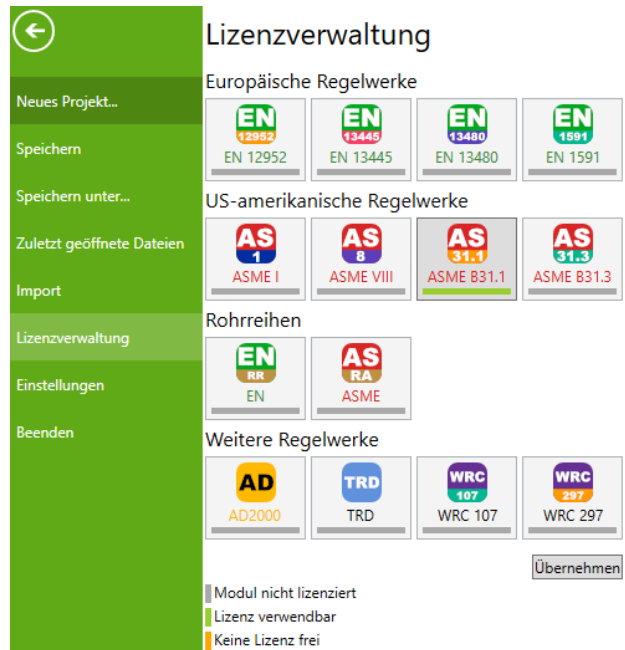 Lizenzverwaltung
Neues Projekt...
Speichern
Speichern unter...
Zuletzt geöffnete Dateien
Import
Lizenzverwaltung
Einstellungen
Beenden
Europäische Regelwerke
EN 12952 EN 13445 EN 13480 EN 1591
EN 12952 EN 13445 EN 13480 EN 1591
US-amerikanische Regelwerke
AS 1 AS 8 AS 31.1 AS 31.3
ASME I ASME VIII ASME B31.1 ASME B31.3
Rohrreihen
EN RR AS RA
EN ASME
Weitere Regelwerke
AD TRD WRC 107 WRC 297
AD2000 TRD WRC 107 WRC 297
Übernehmen
Modul nicht lizenziert
Lizenz verwendbar
Keine Lizenz frei